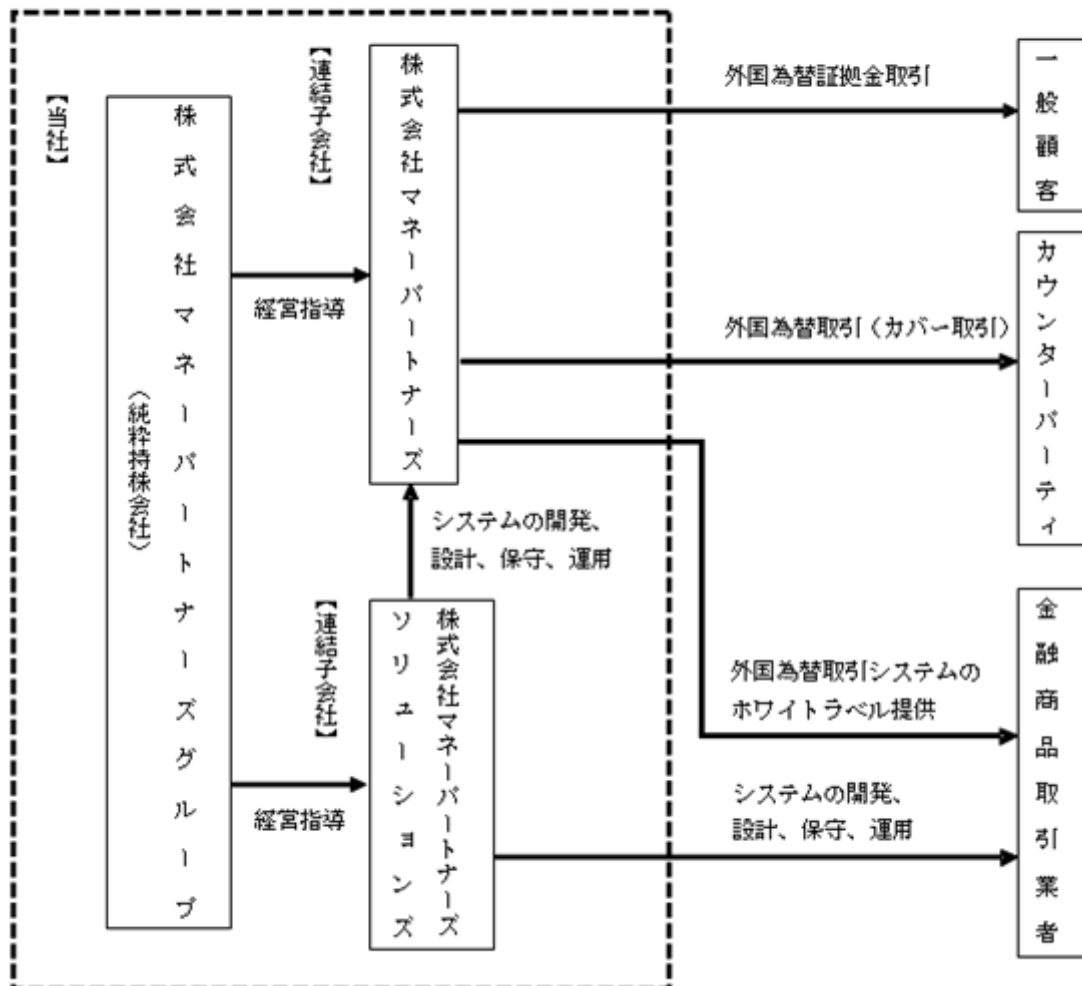 【当社】
株式会社マネーパートナーズグループ
〈純粋持株会社〉
経営指導
経営指導
【連結子会社】
株式会社マネーパートナーズ
システムの開発、
設計、保守、運用
【連結子会社】
株式会社マネーパートナーズ
ソリューションズ
外国為替証拠金取引
一般顧客
外国為替取引（カバー取引）
カウンターパーティ
外国為替取引システムの
ホワイトラベル提供
システムの開発、
設計、保守、運用
金融商品取引業者